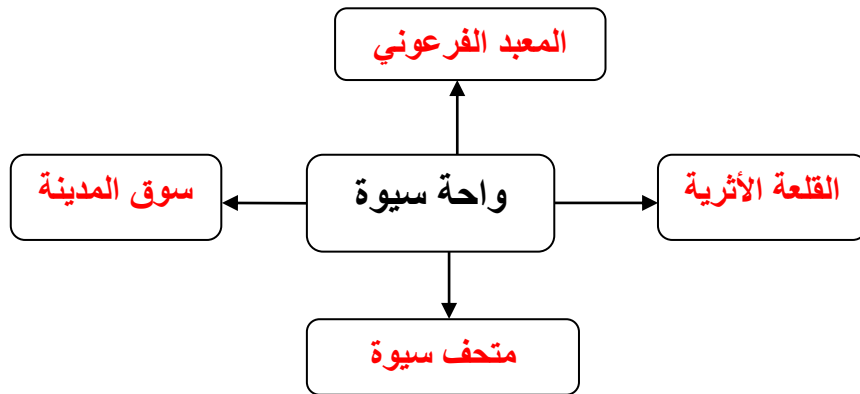 المعبد الفرعوني
القلعة الأثرية
واحة سيوة
سوق المدينة
متحف سيوة